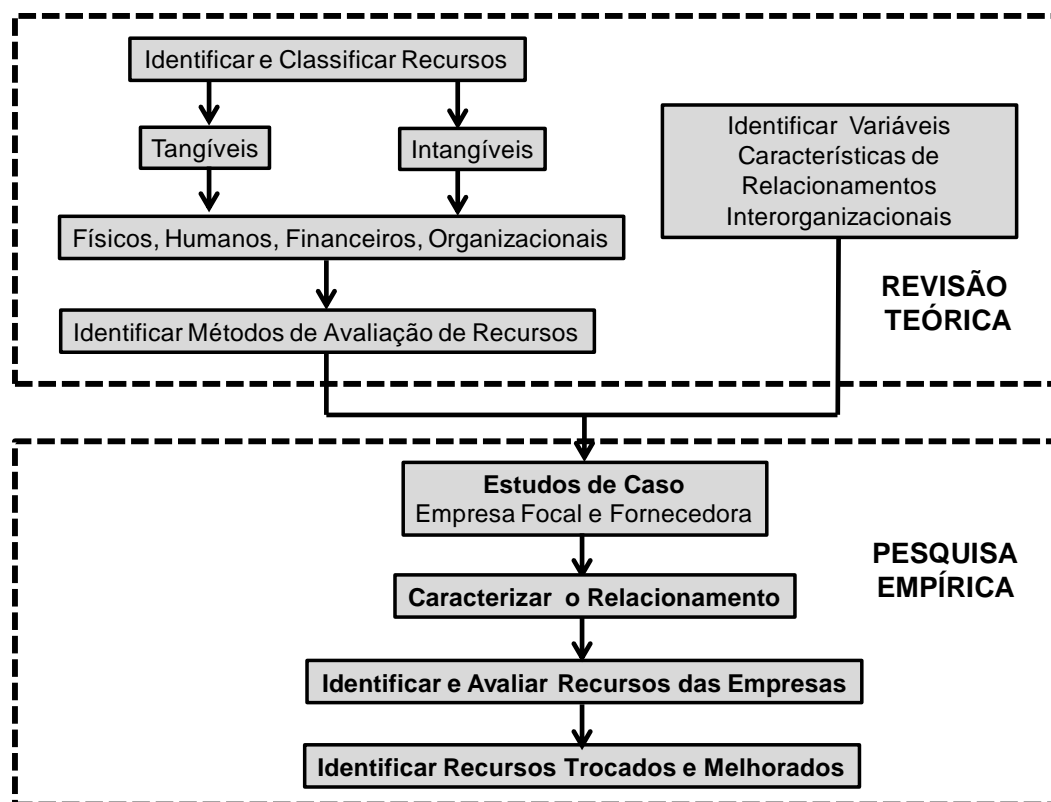 Identificar e Classificar Recursos
Tangíveis
Intangíveis
Físicos, Humanos, Financeiros, Organizacionais
Identificar Métodos de Avaliação de Recursos
Identificar Variáveis
Características de
Relacionamentos
Interorganizacionais
REVISÃO
TEÓRICA
Estudos de Caso
Empresa Focal e Fornecedora
Caracterizar o Relacionamento
Identificar e Avaliar Recursos das Empresas
Identificar Recursos Trocados e Melhorados
PESQUISA
EMPÍRICA